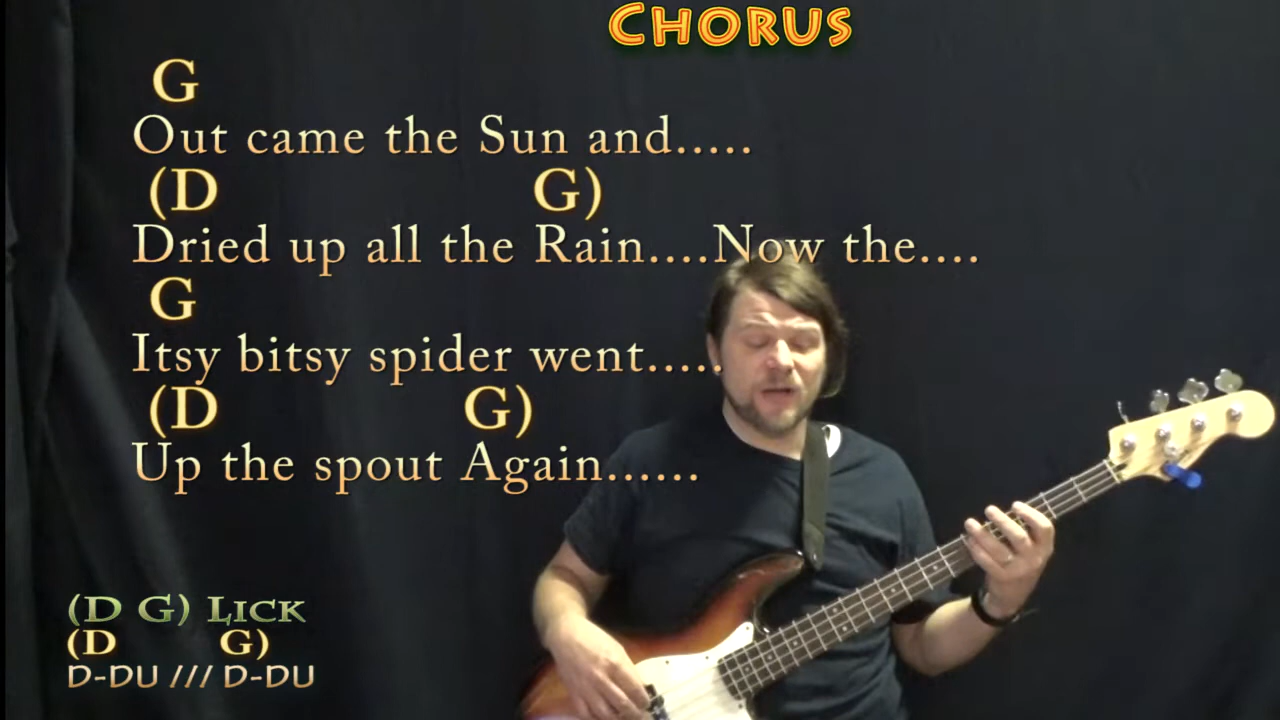 CHORUS
G
Out came the Sun and.....
(D G)
Dried up all the Rain....Now the....
G
Itsy bitsy spider went.....
(D G)
Up the spout Again......
(D G) LICK
(D G)
D-DU /// D-DU